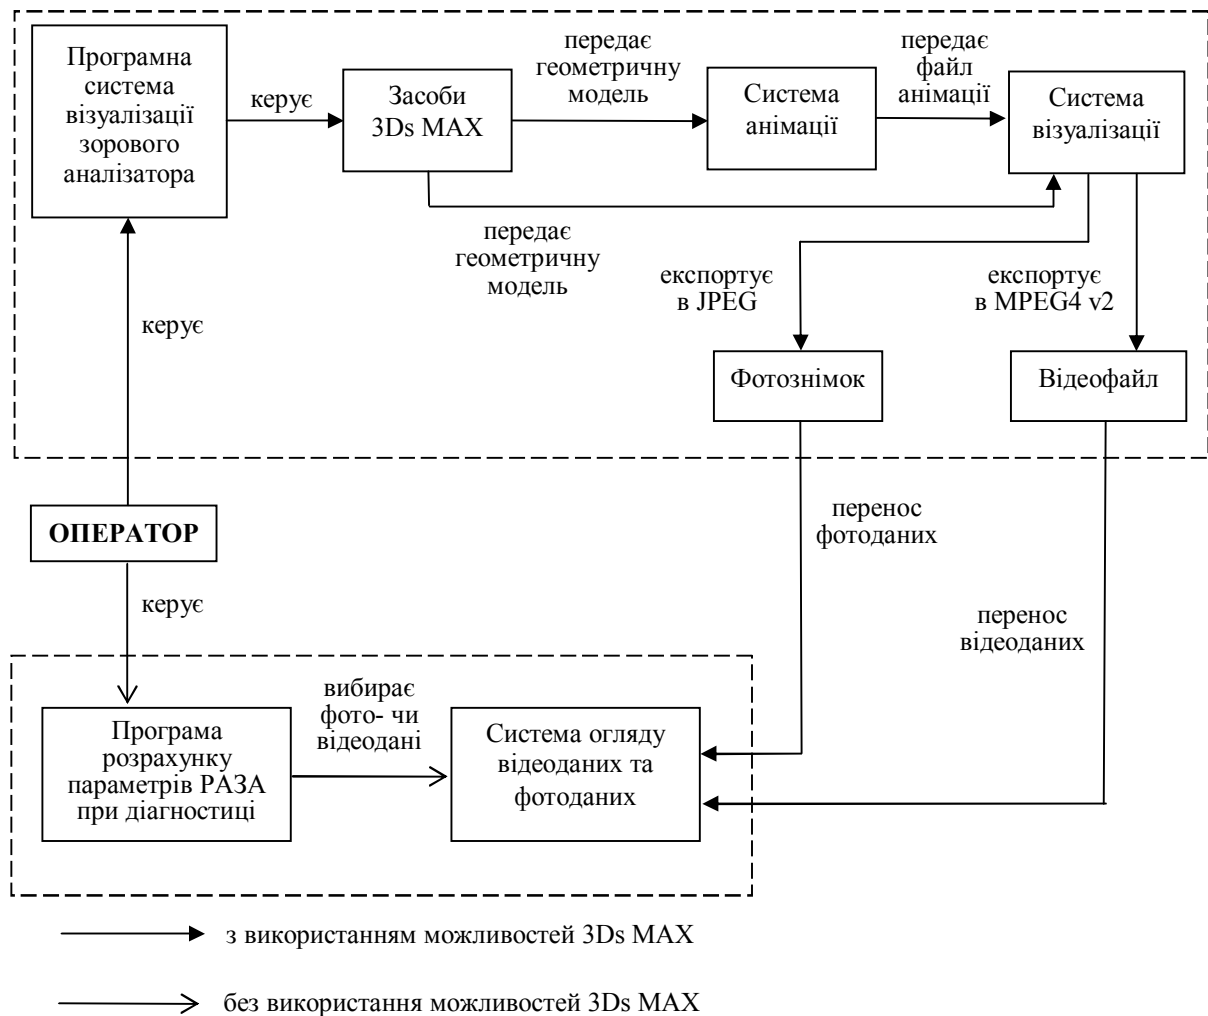 Програмна
система
візуалізації
зорового
аналізатора
керує
Засоби
3Ds MAX
передає
геометричну
модель
Система
анімації
передає
файл
анімації
Система
візуалізації
передає
геометричну
модель
експортує
в JPEG
експортує
в MPEG4 v2
керує
Фотознімок
Відеофайл
ОПЕРАТОР
перенос
фотоданих
керує
перенос
відеоданих
Програма
розрахунку
параметрів РАЗА
при діагностиці
вибирає
фото- чи
відеодані
Система огляду
відеоданих та
фотоданих
з використанням можливостей 3Ds MAX
без використання можливостей 3Ds MAX